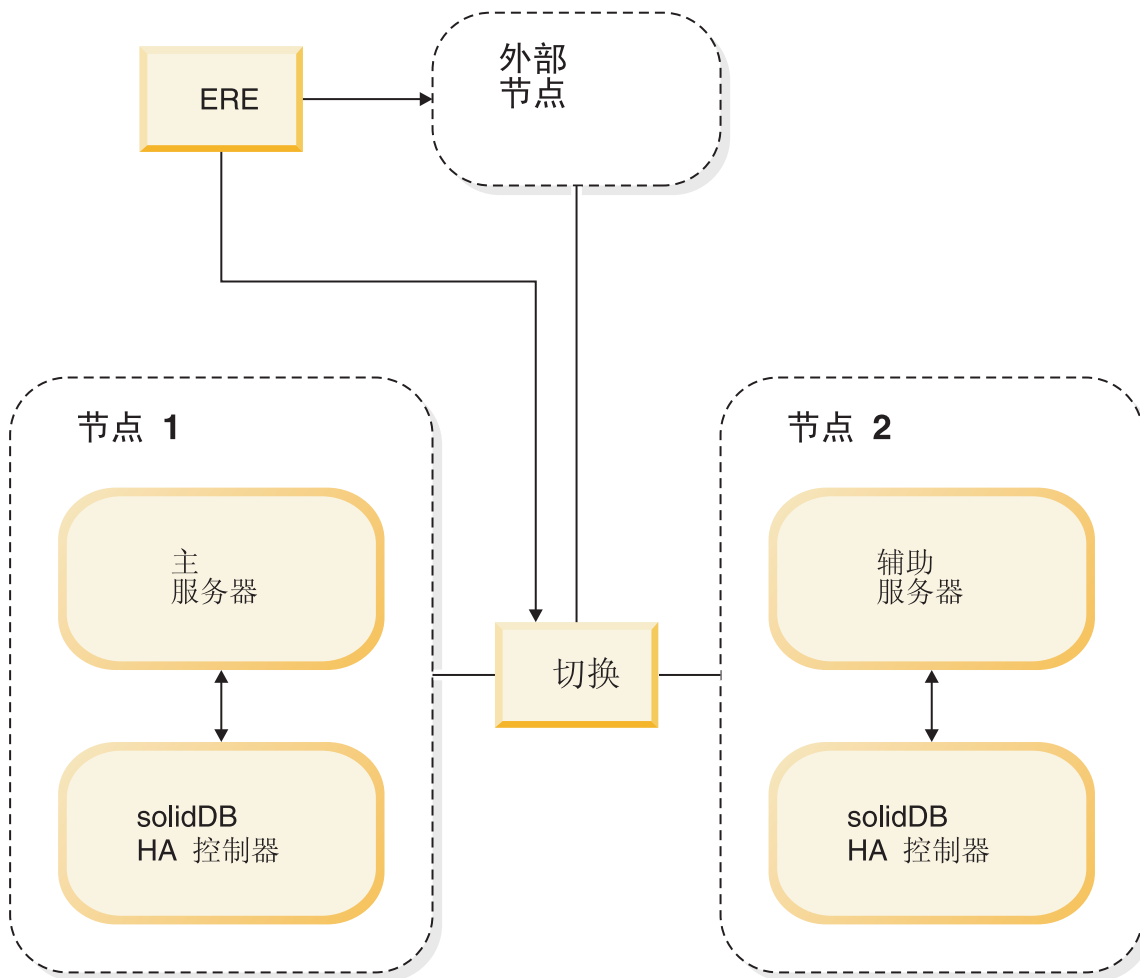 ERE
外部
节点
节点 1
主
服务器
solidDB
HA 控制器
切换
节点 2
辅助
服务器
solidDB
HA 控制器